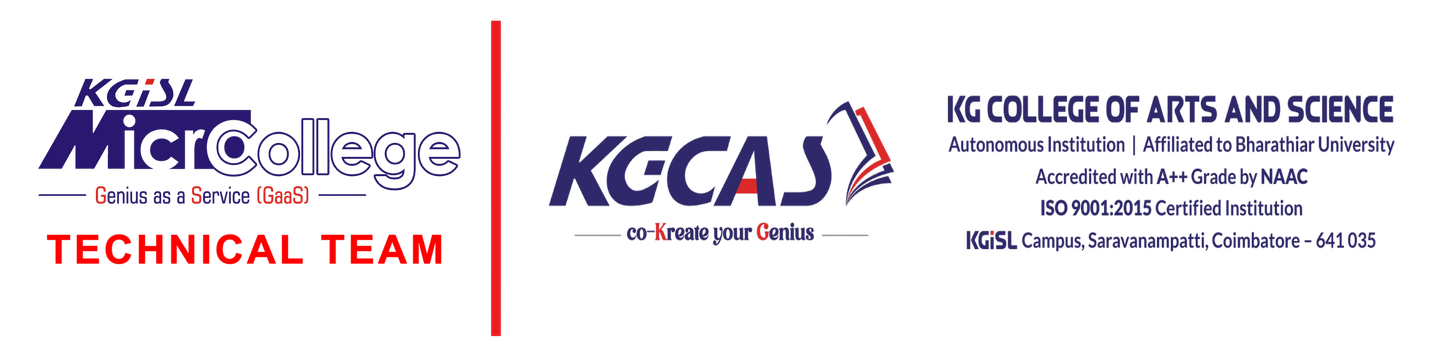 KGiSL
MicroCollege
Genius as a Service (GaaS)
TECHNICAL TEAM
KGCAS
co-Kreate your Genius
KG COLLEGE OF ARTS AND SCIENCE
Autonomous Institution | Affiliated to Bharathiar University
Accredited with A++ Grade by NAAC
ISO 9001:2015 Certified Institution
KGiSL Campus, Saravanampatti, Coimbatore – 641 035